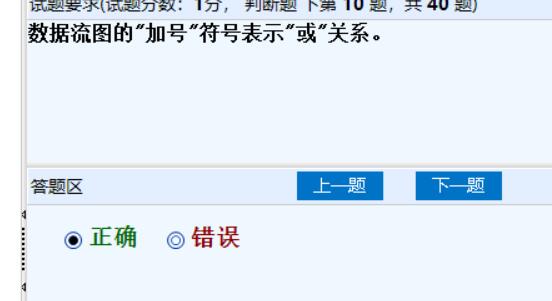 试题要求(试题分数：1分， 判断题 下第 10 题，共 40 题)
数据流图的"加号"符号表示"或"关系。
答题区
上一题
下一题
正确
错误